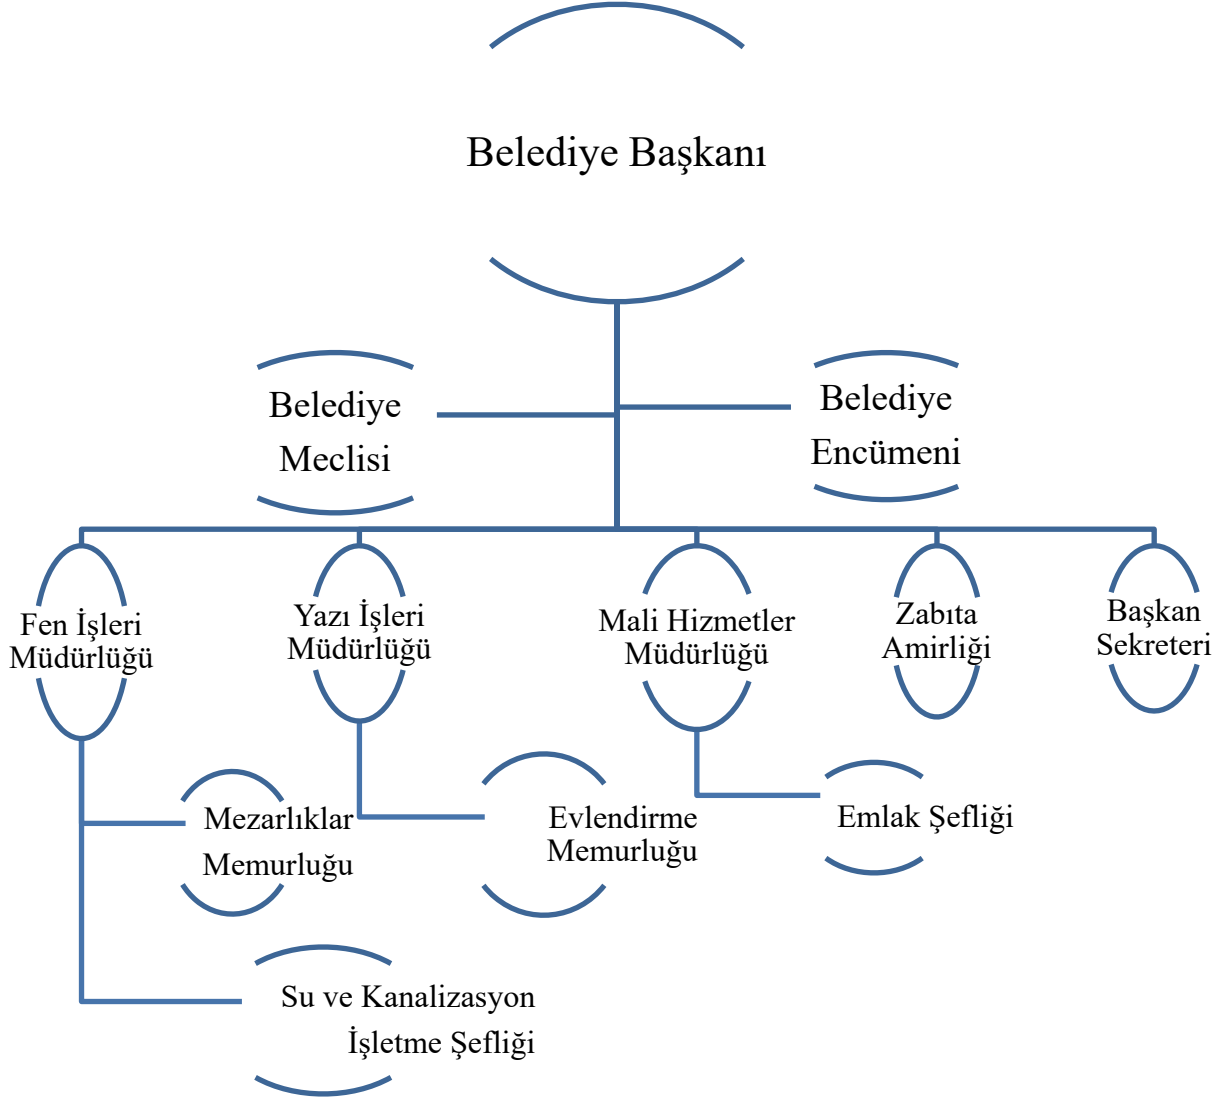 Belediye Başkanı
Belediye
Meclisi
Belediye
Encümeni
Fen İşleri
Müdürlüğü
Yazı İşleri
Müdürlüğü
Mali Hizmetler
Müdürlüğü
Zabıta
Amirliği
Başkan
Sekreteri
Mezarlıklar
Memurluğu
Evlendirme
Memurluğu
Emlak Şefliği
Su ve Kanalizasyon
İşletme Şefliği